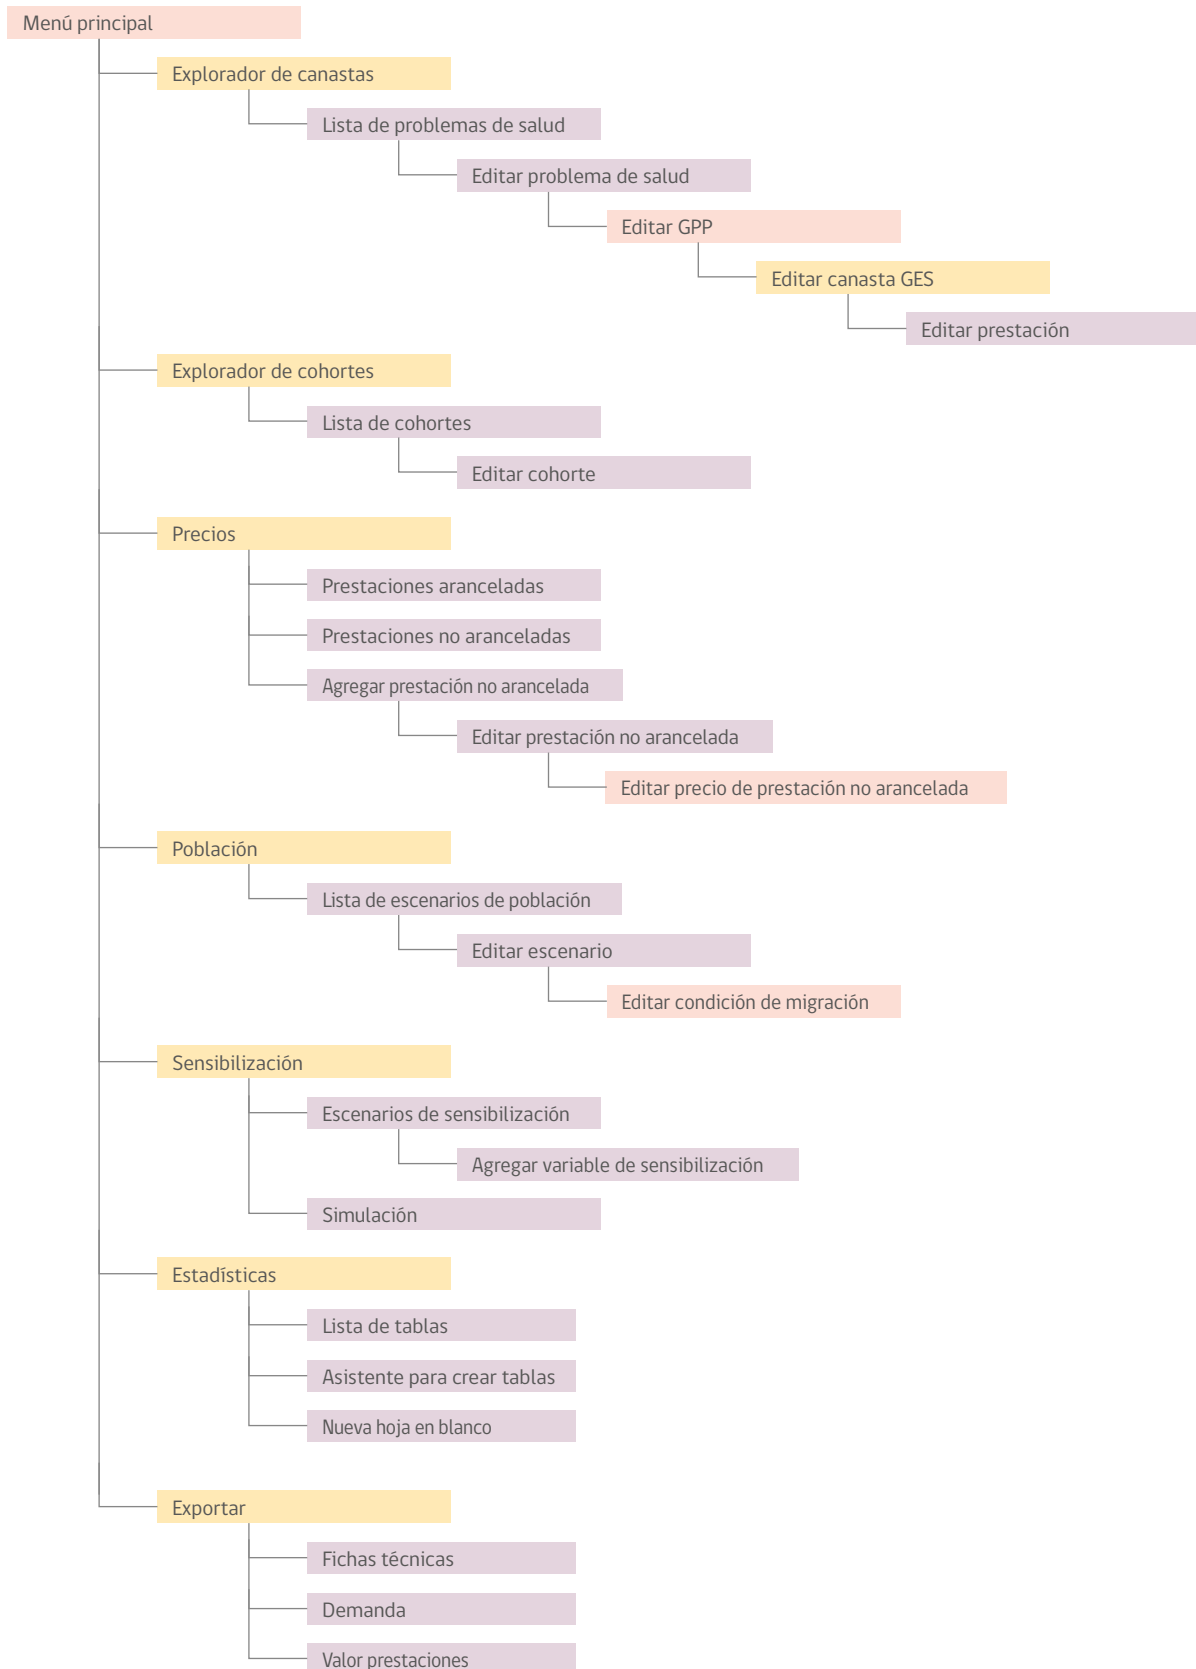 Menú principal
Explorador de canastas
Lista de problemas de salud
Editar problema de salud
Editar GPP
Editar canasta GES
Editar prestación
Explorador de cohortes
Lista de cohortes
Editar cohorte
Precios
Prestaciones aranceladas
Prestaciones no aranceladas
Agregar prestación no arancelada
Editar prestación no arancelada
Editar precio de prestación no arancelada
Población
Lista de escenarios de población
Editar escenario
Editar condición de migración
Sensibilización
Escenarios de sensibilización
Agregar variable de sensibilización
Simulación
Estadísticas
Lista de tablas
Asistente para crear tablas
Nueva hoja en blanco
Exportar
Fichas técnicas
Demanda
Valor prestaciones